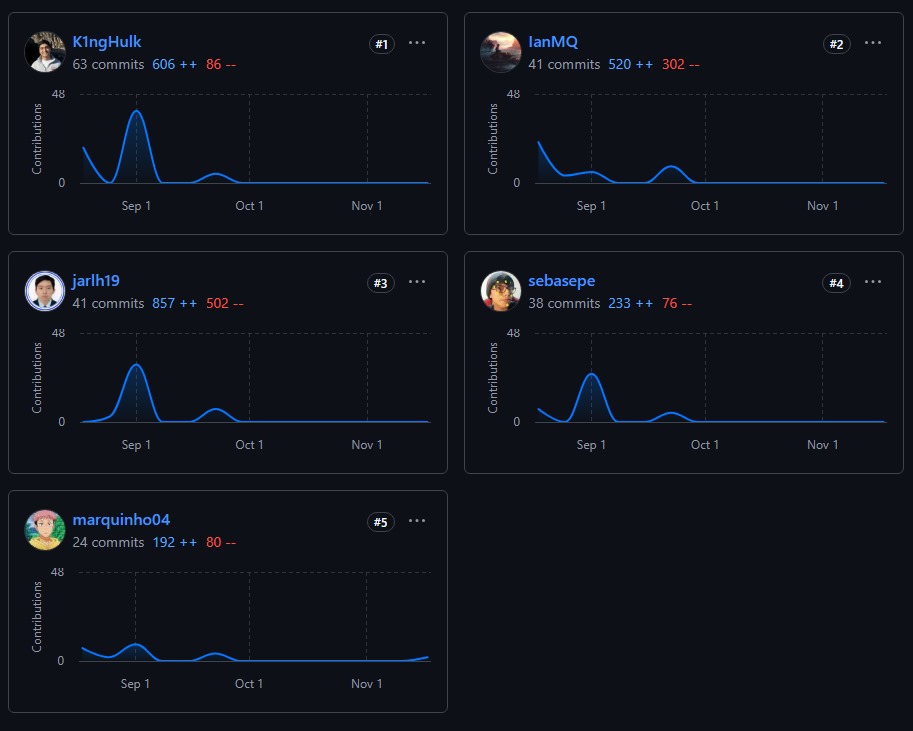 K1ngHulk #1 ···
63 commits 606 ++ 86 --
48
Contributions
0
Sep 1 Oct 1 Nov 1
IanMQ #2 ···
41 commits 520 ++ 302 --
48
Contributions
0
Sep 1 Oct 1 Nov 1
jarlh19 #3 ···
41 commits 857 ++ 502 --
48
Contributions
0
Sep 1 Oct 1 Nov 1
sebasepe #4 ···
38 commits 233 ++ 76 --
48
Contributions
0
Sep 1 Oct 1 Nov 1
marquinho04 #5 ···
24 commits 192 ++ 80 --
48
Contributions
0
Sep 1 Oct 1 Nov 1